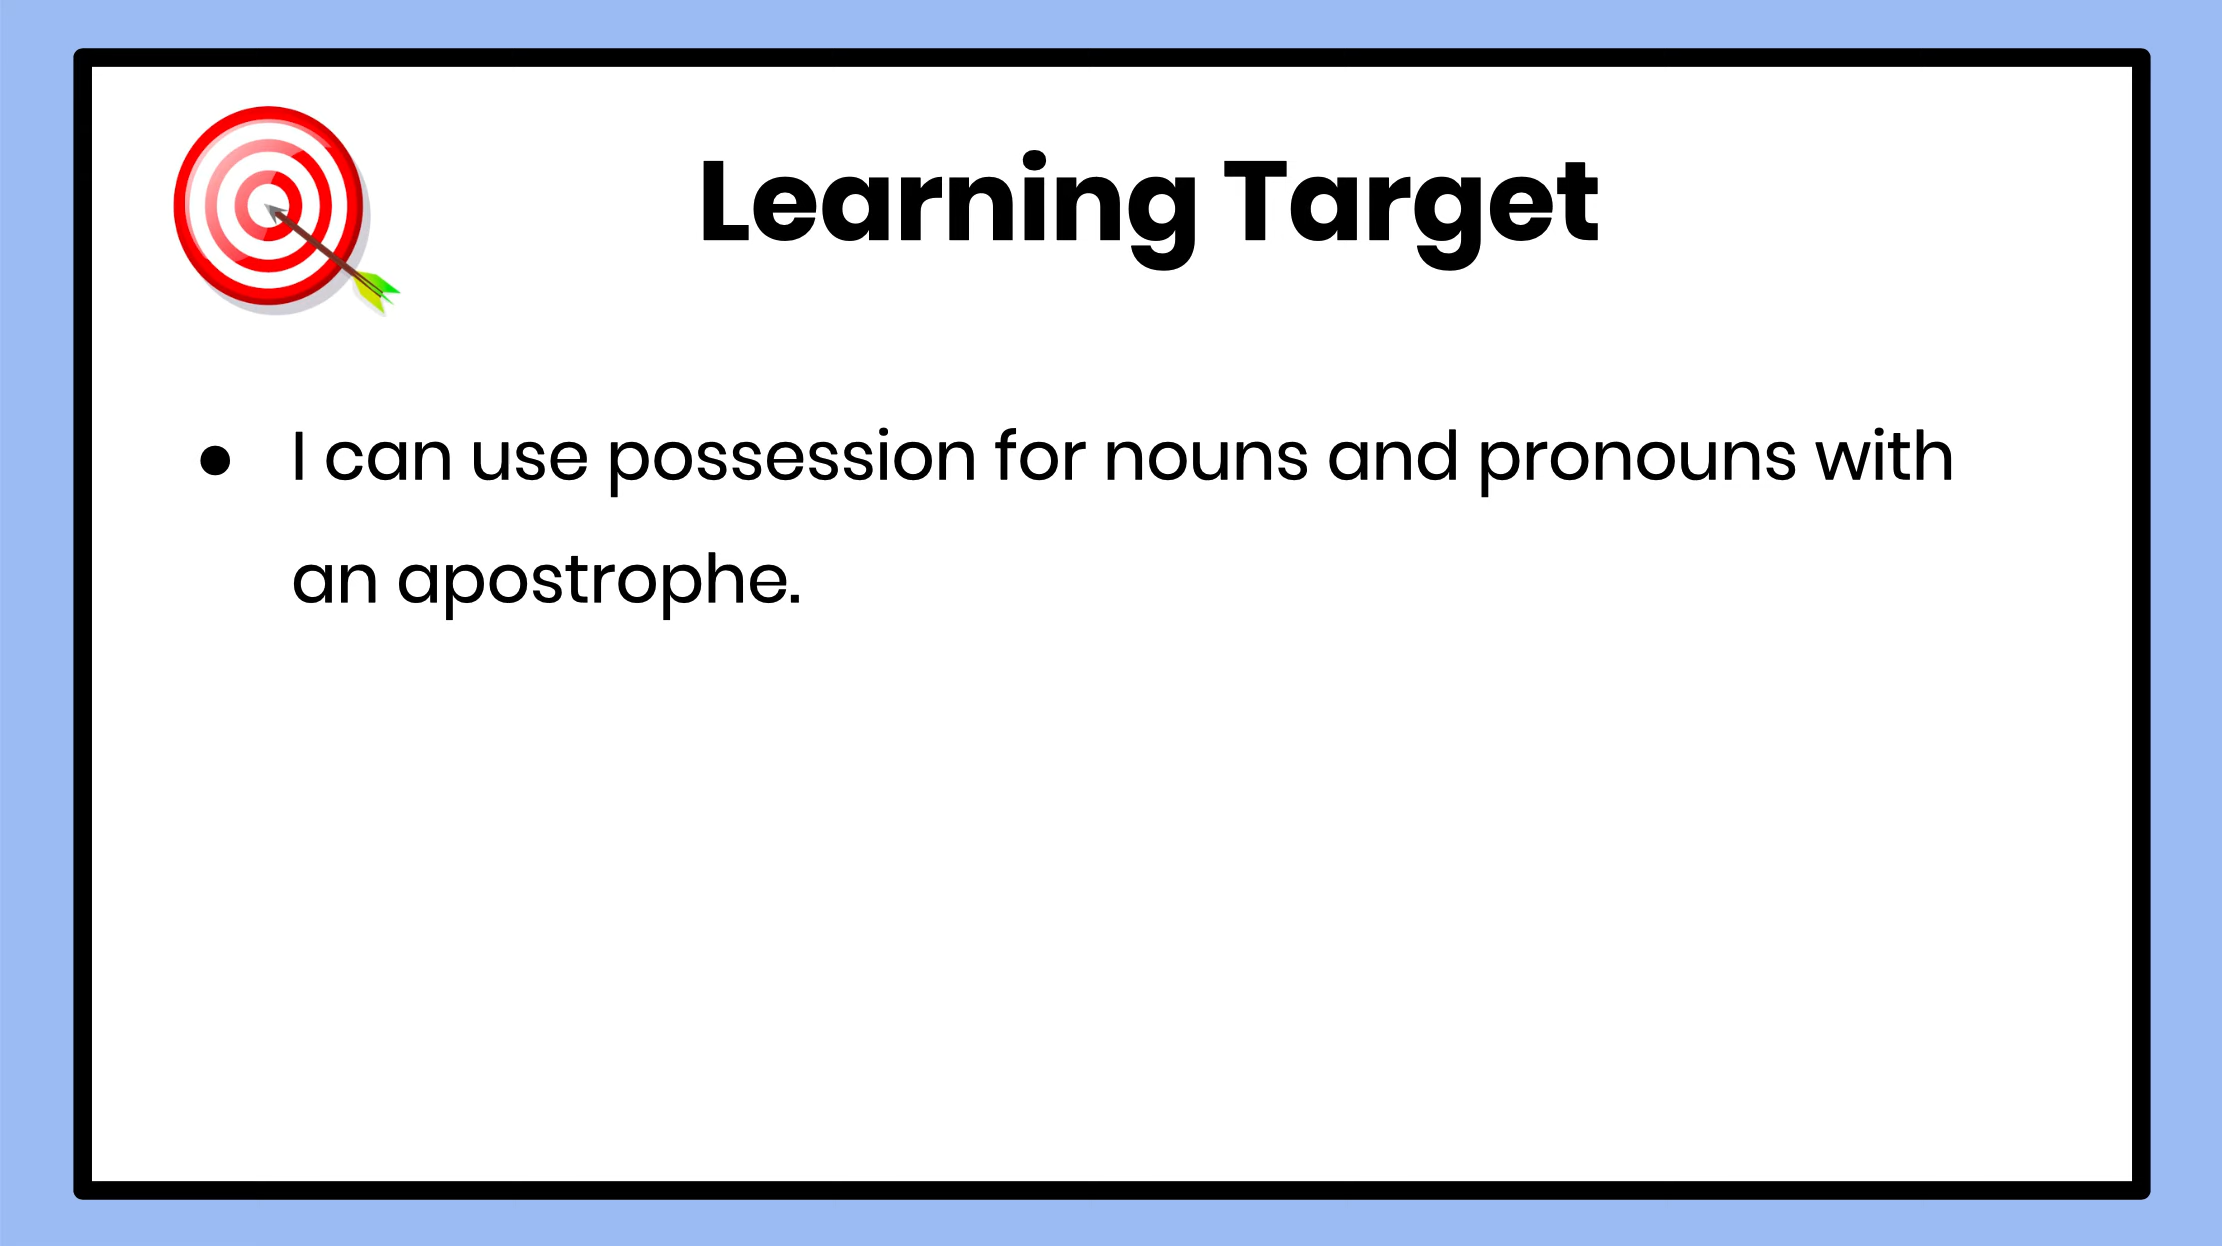 Learning Target
● I can use possession for nouns and pronouns with
an apostrophe.